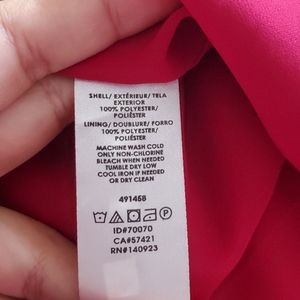 SHELL/ EXTÉRIEUR/ TELA
EXTERIOR
100% POLYESTER/
POLIÉSTER
LINING/ DOUBLURE/ FORRO
100% POLYESTER/
POLIÉSTER
MACHINE WASH COLD
ONLY NON-CHLORINE
BLEACH WHEN NEEDED
TUMBLE DRY LOW
COOL IRON IF NEEDED
OR DRY CLEAN
491458
ID#70070
CA#57421
RN#140923